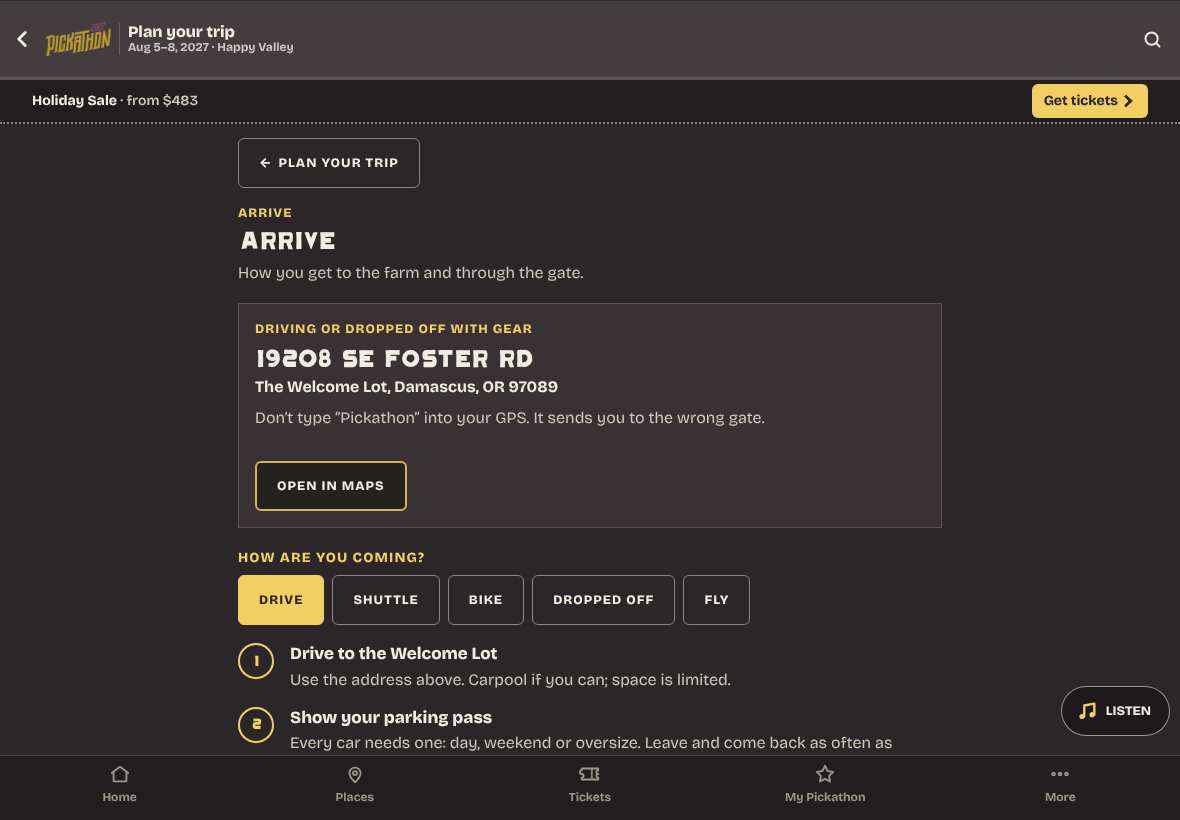 PICKATHON
Plan your trip
Aug 5–8, 2027 · Happy Valley
Holiday Sale · from $483
Get tickets
← PLAN YOUR TRIP
ARRIVE
ARRIVE
How you get to the farm and through the gate.
DRIVING OR DROPPED OFF WITH GEAR
19208 SE FOSTER RD
The Welcome Lot, Damascus, OR 97089
Don't type “Pickathon” into your GPS. It sends you to the wrong gate.
OPEN IN MAPS
HOW ARE YOU COMING?
DRIVE
SHUTTLE
BIKE
DROPPED OFF
FLY
1
Drive to the Welcome Lot
Use the address above. Carpool if you can; space is limited.
2
Show your parking pass
Every car needs one: day, weekend or oversize. Leave and come back as often as
LISTEN
Home
Places
Tickets
My Pickathon
More